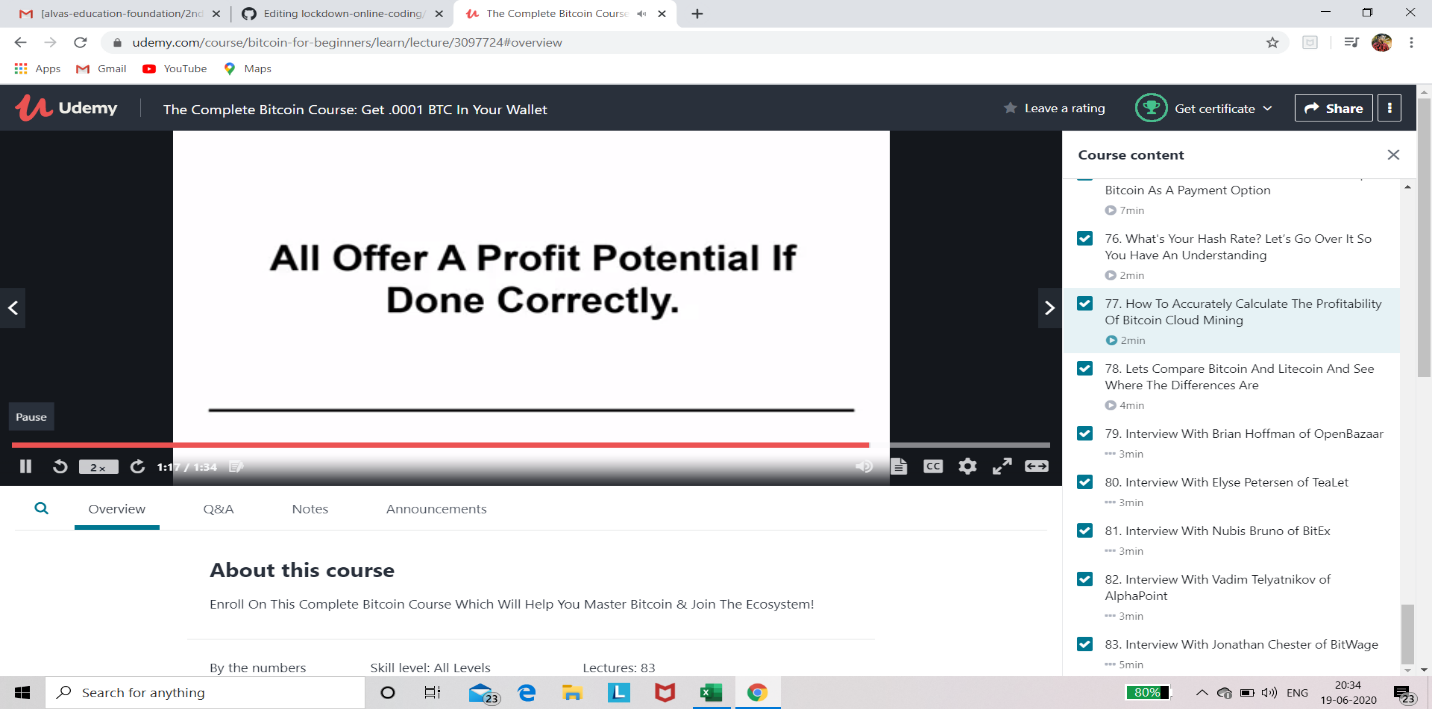 [alvas-education-foundation/2nd
Editing lockdown-online-coding/
The Complete Bitcoin Course
udemy.com/course/bitcoin-for-beginners/learn/lecture/3097724#overview
Apps
Gmail
YouTube
Maps
Udemy
The Complete Bitcoin Course: Get .0001 BTC In Your Wallet
Leave a rating
Get certificate
Share
All Offer A Profit Potential If
Done Correctly.
Pause
2x
1:17 / 1:34
CC
Course content
Bitcoin As A Payment Option
7min
76. What's Your Hash Rate? Let's Go Over It So
You Have An Understanding
2min
77. How To Accurately Calculate The Profitability
Of Bitcoin Cloud Mining
2min
78. Lets Compare Bitcoin And Litecoin And See
Where The Differences Are
4min
79. Interview With Brian Hoffman of OpenBazaar
3min
80. Interview With Elyse Petersen of TeaLet
3min
81. Interview With Nubis Bruno of BitEx
3min
82. Interview With Vadim Telyatnikov of
AlphaPoint
3min
83. Interview With Jonathan Chester of BitWage
5min
Overview
Q&A
Notes
Announcements
About this course
Enroll On This Complete Bitcoin Course Which Will Help You Master Bitcoin & Join The Ecosystem!
By the numbers
Skill level: All Levels
Lectures: 83
Search for anything
23
L
80%
ENG
20:34
19-06-2020
23